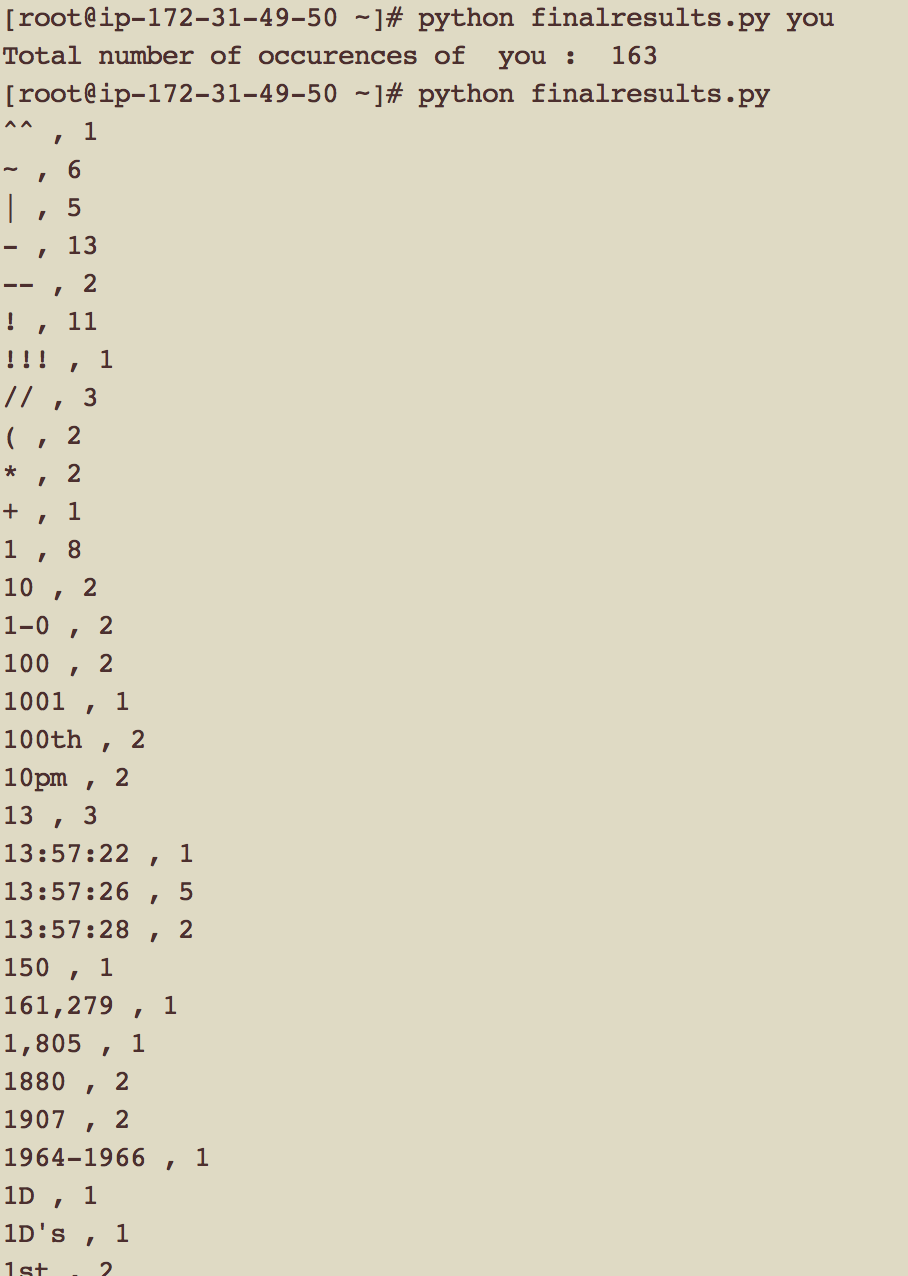 [root@ip-172-31-49-50 ~]# python finalresults.py you
Total number of occurences of  you :  163
[root@ip-172-31-49-50 ~]# python finalresults.py
^^ , 1
~ , 6
| , 5
- , 13
-- , 2
! , 11
!!! , 1
// , 3
( , 2
* , 2
+ , 1
1 , 8
10 , 2
1-0 , 2
100 , 2
1001 , 1
100th , 2
10pm , 2
13 , 3
13:57:22 , 1
13:57:26 , 5
13:57:28 , 2
150 , 1
161,279 , 1
1,805 , 1
1880 , 2
1907 , 2
1964-1966 , 1
1D , 1
1D's , 1
1st , 2